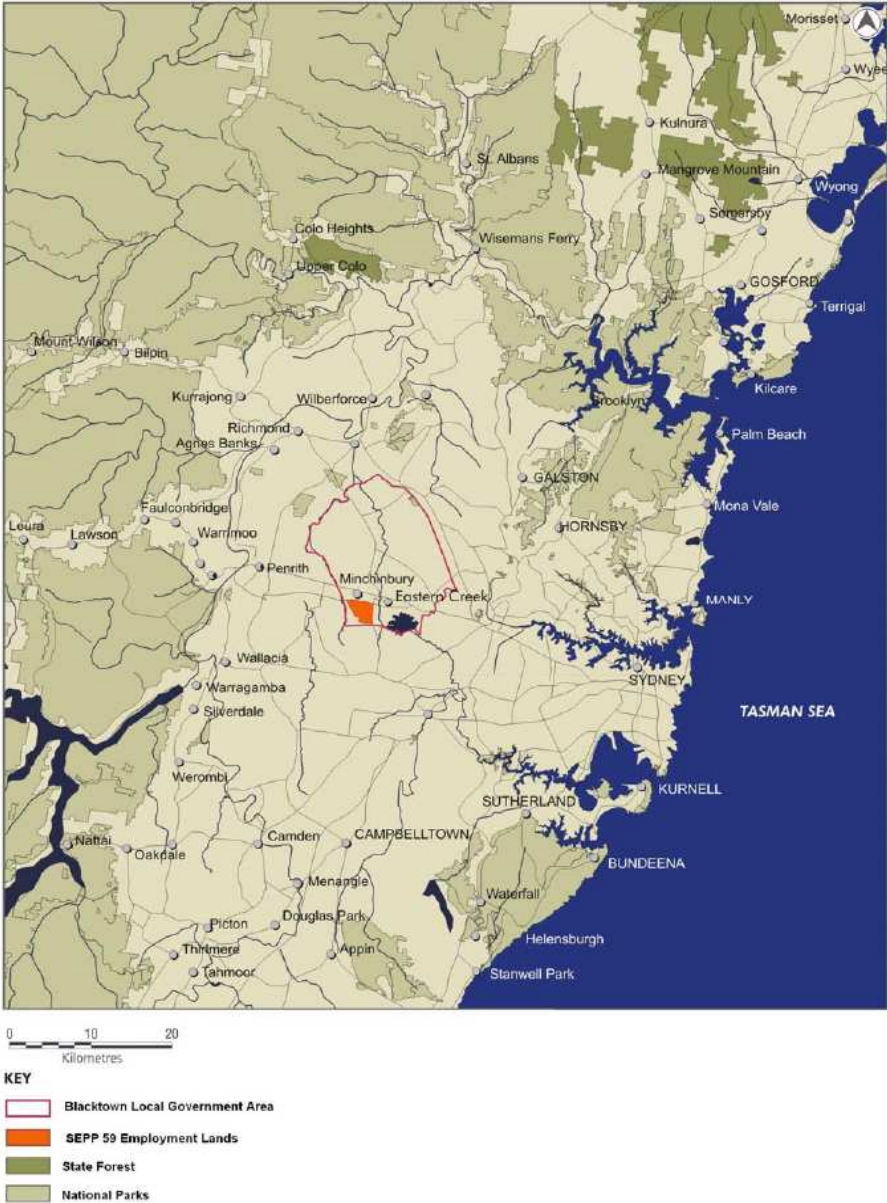 Morisset
Wyee
Kulnura
St. Albans
Mangrove Mountain
Wyong
Somersby
Colo Heights
Wisemans Ferry
Upper Colo
GOSFORD
Terrigal
Mount Wilson
Bilpin
Kilcare
Kurrajong
Wilberforce
Brooklyn
Richmond
Palm Beach
Agnes Banks
GALSTON
Mona Vale
Faulconbridge
Leura
Lawson
Warrimoo
HORNSBY
Penrith
Minchinbury
Eastern Creek
MANLY
Wallacia
SYDNEY
Warragamba
Silverdale
TASMAN SEA
Werombi
KURNELL
SUTHERLAND
Nattai
Oakdale
Camden
CAMPBELLTOWN
BUNDEENA
Menangle
Waterfall
Picton
Douglas Park
Helensburgh
Thirlmere
Appin
Tahmoor
Stanwell Park
0 10 20
Kilometres
KEY
Blacktown Local Government Area
SEPP 59 Employment Lands
State Forest
National Parks